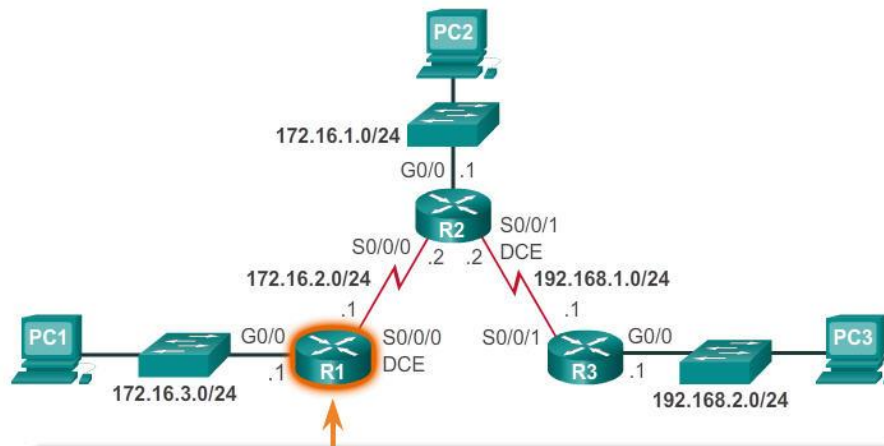 PC2
172.16.1.0/24
G0/0 .1
R2
S0/0/1
DCE
S0/0/0
.2 .2
172.16.2.0/24
192.168.1.0/24
.1
.1
PC1
G0/0
S0/0/0
DCE
.1
R1
172.16.3.0/24
S0/0/1
G0/0
R3
.1
PC3
192.168.2.0/24